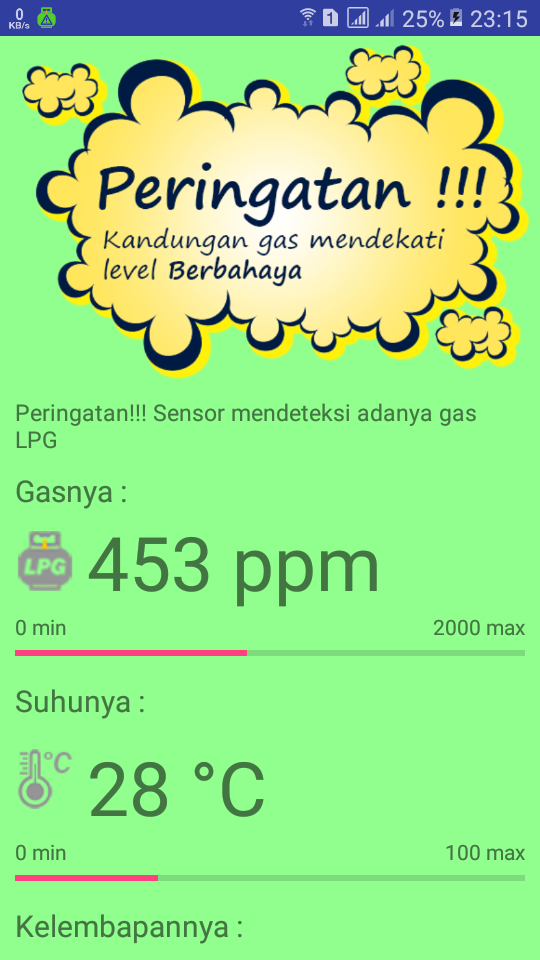 0
KB/s
1
25%
23:15
Peringatan !!!
Kandungan gas mendekati
level Berbahaya
Peringatan!!! Sensor mendeteksi adanya gas
LPG
Gasnya :
LPG
453 ppm
0 min
2000 max
Suhunya :
°C
28 °C
0 min
100 max
Kelembapannya :